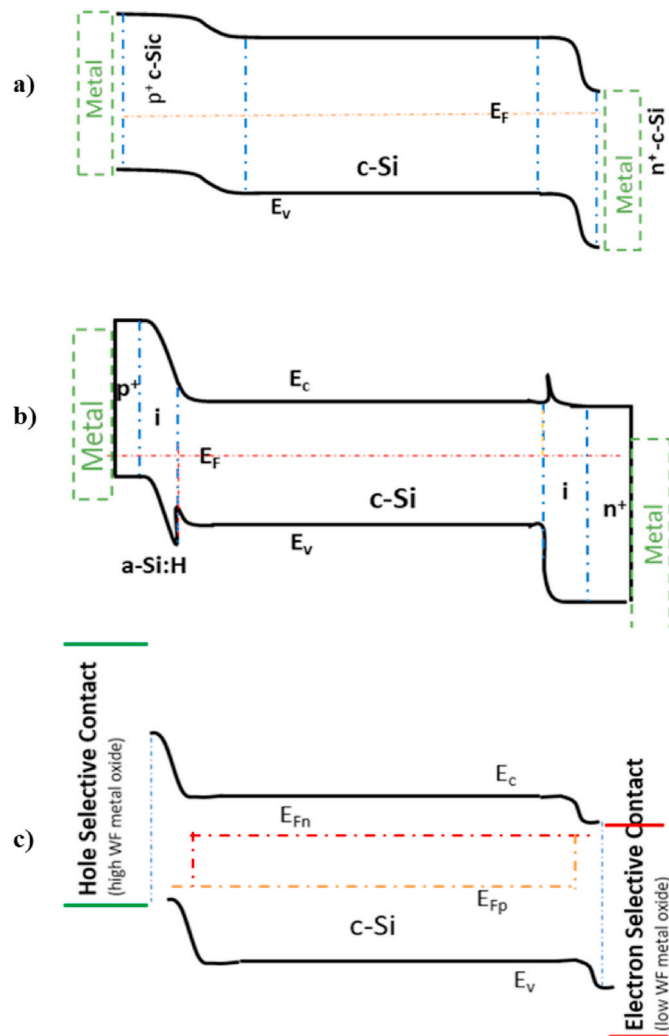 a)
Metal
p⁺ c-Sic
E_F
c-Si
E_v
Metal
n⁺-c-Si
b)
Metal
p⁺
i
E_c
E_F
c-Si
E_v
a-Si:H
i
n⁺
Metal
c)
Hole Selective Contact
(high WF metal oxide)
E_c
E_Fn
E_Fp
c-Si
E_v
Electron Selective Contact
(low WF metal oxide)